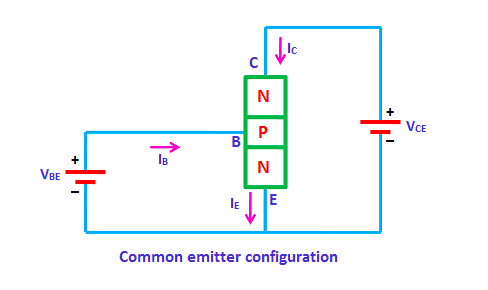 IC
C
N
+
VCE
P
B
IB
−
+
N
VBE
−
IE
E
Common emitter configuration